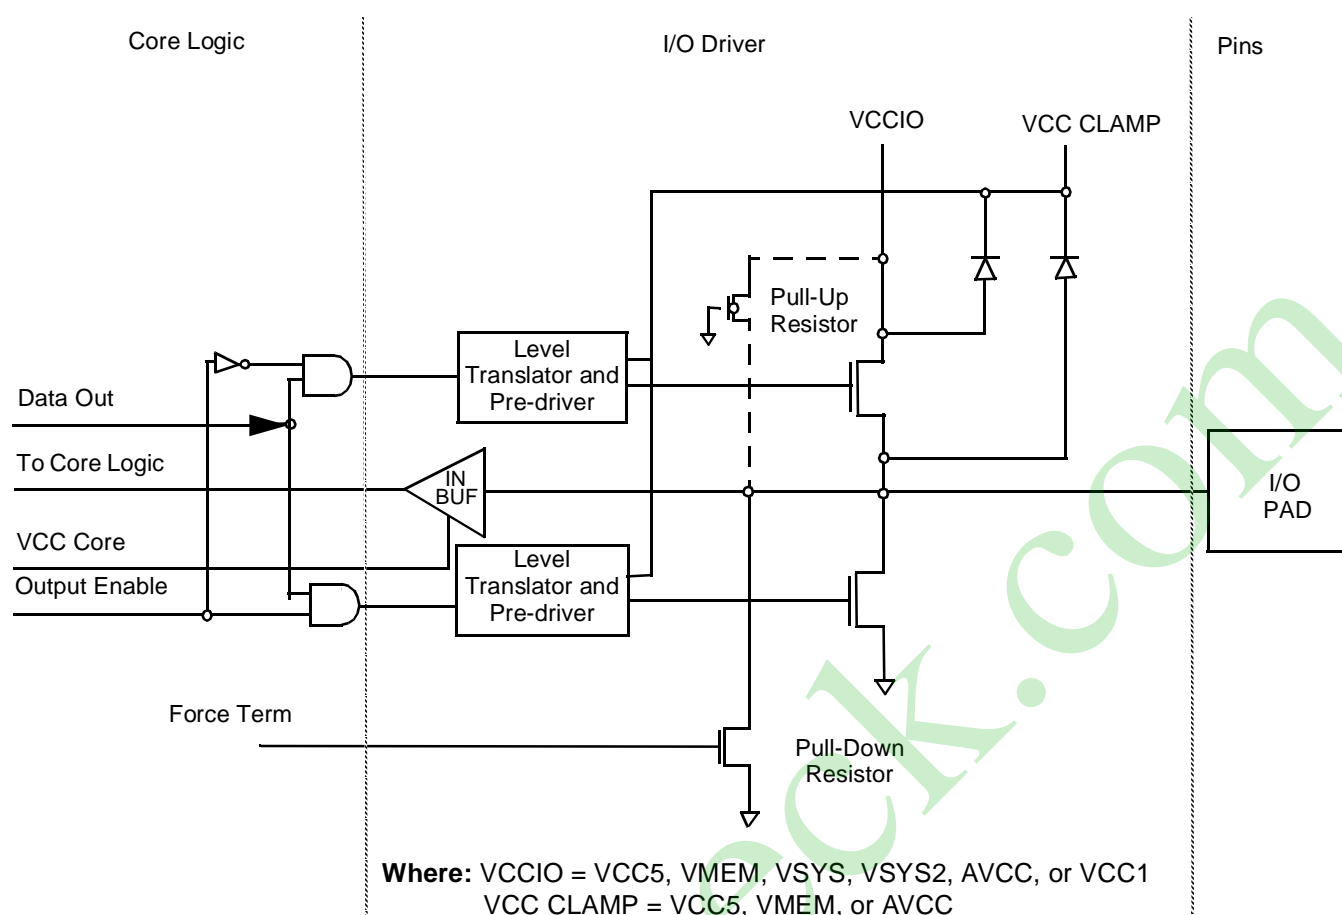 Core Logic
I/O Driver
Pins
VCCIO
VCC CLAMP
Pull-Up
Resistor
Level
Translator and
Pre-driver
Data Out
To Core Logic
IN
BUF
I/O
PAD
VCC Core
Output Enable
Level
Translator and
Pre-driver
Force Term
Pull-Down
Resistor
Where: VCCIO = VCC5, VMEM, VSYS, VSYS2, AVCC, or VCC1
VCC CLAMP = VCC5, VMEM, or AVCC
eck.com